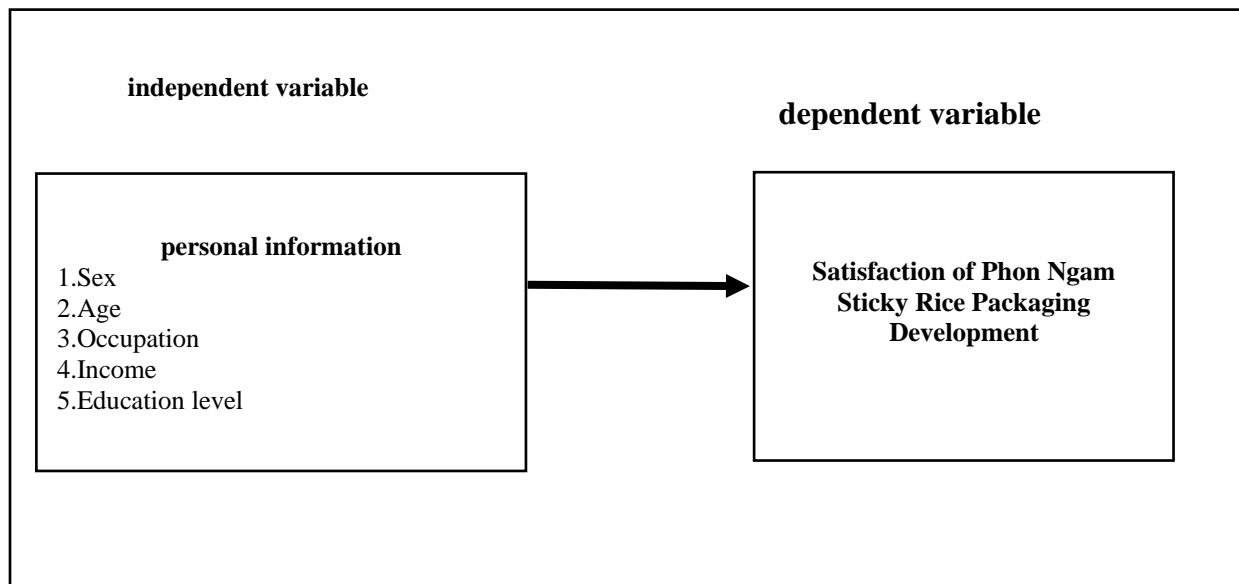 independent variable
dependent variable
personal information
1.Sex
2.Age
3.Occupation
4.Income
5.Education level
Satisfaction of Phon Ngam
Sticky Rice Packaging
Development